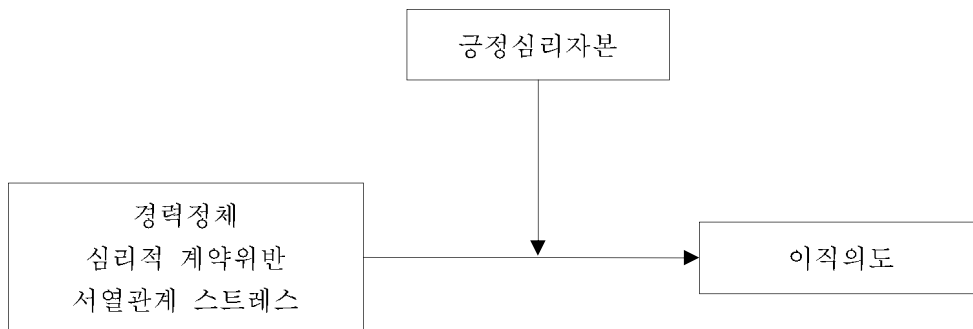 긍정심리자본
경력정체
심리적 계약위반
서열관계 스트레스
이직의도